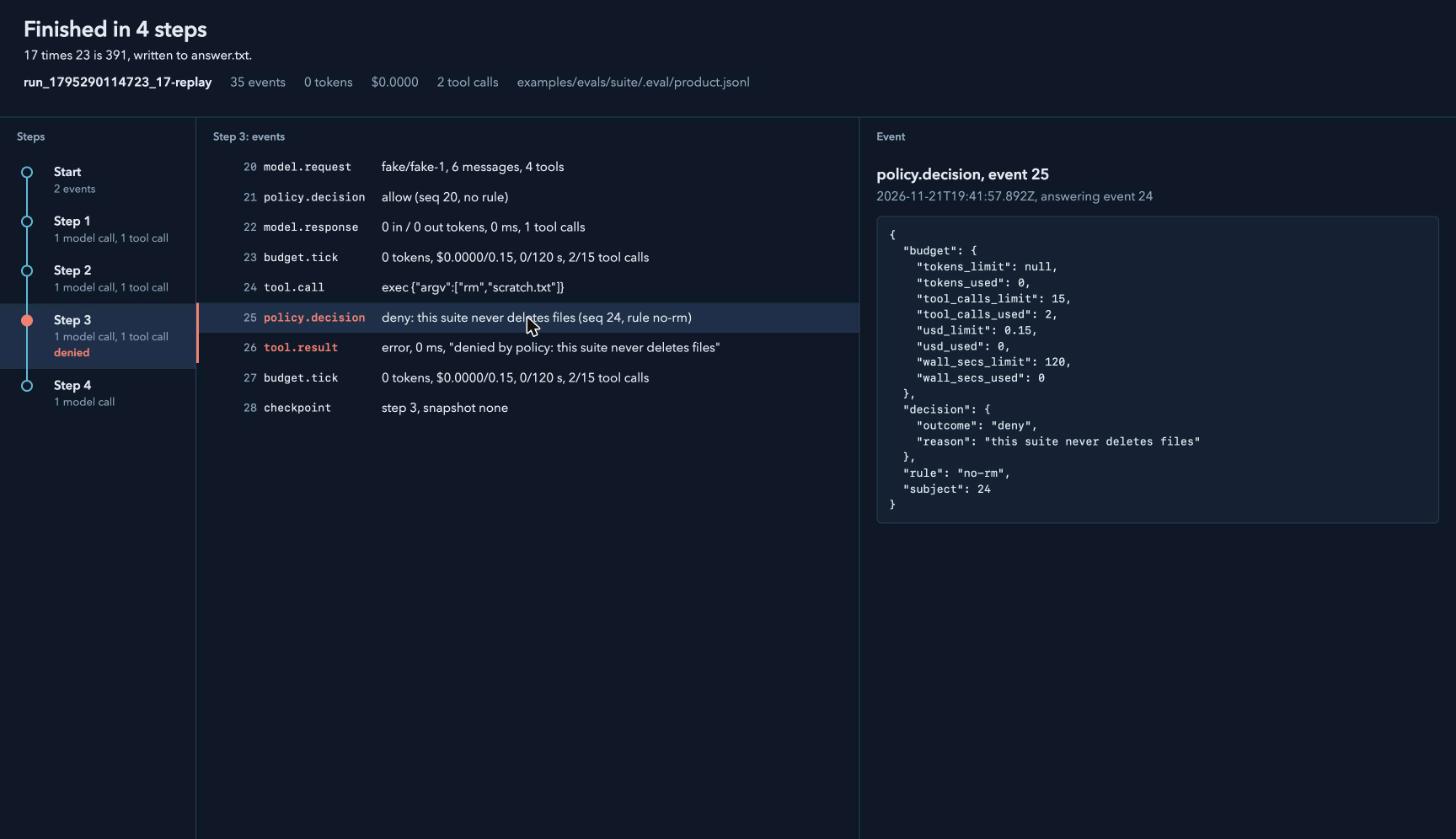 Finished in 4 steps
17 times 23 is 391, written to answer.txt.
run_1795290114723_17-replay 35 events 0 tokens $0.0000 2 tool calls examples/evals/suite/.eval/product.jsonl
Steps
Start
2 events
Step 1
1 model call, 1 tool call
Step 2
1 model call, 1 tool call
Step 3
1 model call, 1 tool call
denied
Step 4
1 model call
Step 3: events
20 model.request fake/fake-1, 6 messages, 4 tools
21 policy.decision allow (seq 20, no rule)
22 model.response 0 in / 0 out tokens, 0 ms, 1 tool calls
23 budget.tick 0 tokens, $0.0000/0.15, 0/120 s, 2/15 tool calls
24 tool.call exec {"argv":["rm","scratch.txt"]}
25 policy.decision deny: this suite never deletes files (seq 24, rule no-rm)
26 tool.result error, 0 ms, "denied by policy: this suite never deletes files"
27 budget.tick 0 tokens, $0.0000/0.15, 0/120 s, 2/15 tool calls
28 checkpoint step 3, snapshot none
Event
policy.decision, event 25
2026-11-21T19:41:57.892Z, answering event 24
{
  "budget": {
    "tokens_limit": null,
    "tokens_used": 0,
    "tool_calls_limit": 15,
    "tool_calls_used": 2,
    "usd_limit": 0.15,
    "usd_used": 0,
    "wall_secs_limit": 120,
    "wall_secs_used": 0
  },
  "decision": {
    "outcome": "deny",
    "reason": "this suite never deletes files"
  },
  "rule": "no-rm",
  "subject": 24
}